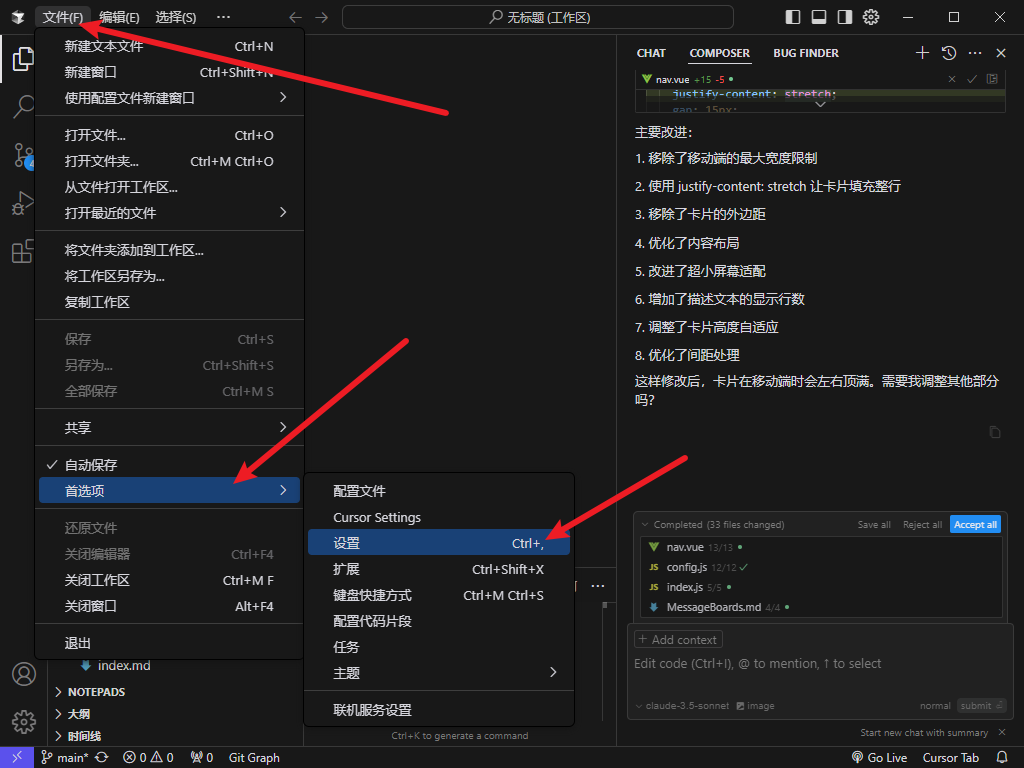 文件(F) 编辑(E) 选择(S) ··· 无标题 (工作区)
新建文本文件 Ctrl+N
新建窗口 Ctrl+Shift+N
使用配置文件新建窗口
打开文件... Ctrl+O
打开文件夹... Ctrl+M Ctrl+O
从文件打开工作区...
打开最近的文件
将文件夹添加到工作区...
将工作区另存为...
复制工作区
保存 Ctrl+S
另存为... Ctrl+Shift+S
全部保存 Ctrl+M S
共享
自动保存
首选项
还原文件
关闭编辑器 Ctrl+F4
关闭工作区 Ctrl+M F
关闭窗口 Alt+F4
退出
配置文件
Cursor Settings
设置 Ctrl+,
扩展 Ctrl+Shift+X
键盘快捷方式 Ctrl+M Ctrl+S
配置代码片段
任务
主题
联机服务设置
index.md
NOTEPADS
大纲
时间线
Ctrl+K to generate a command
CHAT COMPOSER BUG FINDER
nav.vue +15 -5
justify-content: stretch;
gap: 15px;
主要改进：
1. 移除了移动端的最大宽度限制
2. 使用 justify-content: stretch 让卡片填充整行
3. 移除了卡片的外边距
4. 优化了内容布局
5. 改进了超小屏幕适配
6. 增加了描述文本的显示行数
7. 调整了卡片高度自适应
8. 优化了间距处理
这样修改后，卡片在移动端时会左右顶满。需要我调整其他部分
吗？
Completed (33 files changed) Save all Reject all Accept all
nav.vue 13/13
JS config.js 12/12
JS index.js 5/5
MessageBoards.md 4/4
+ Add context
Edit code (Ctrl+I), @ to mention, ↑ to select
claude-3.5-sonnet image normal submit
Start new chat with summary
main* 0 0 0 Git Graph Go Live Cursor Tab